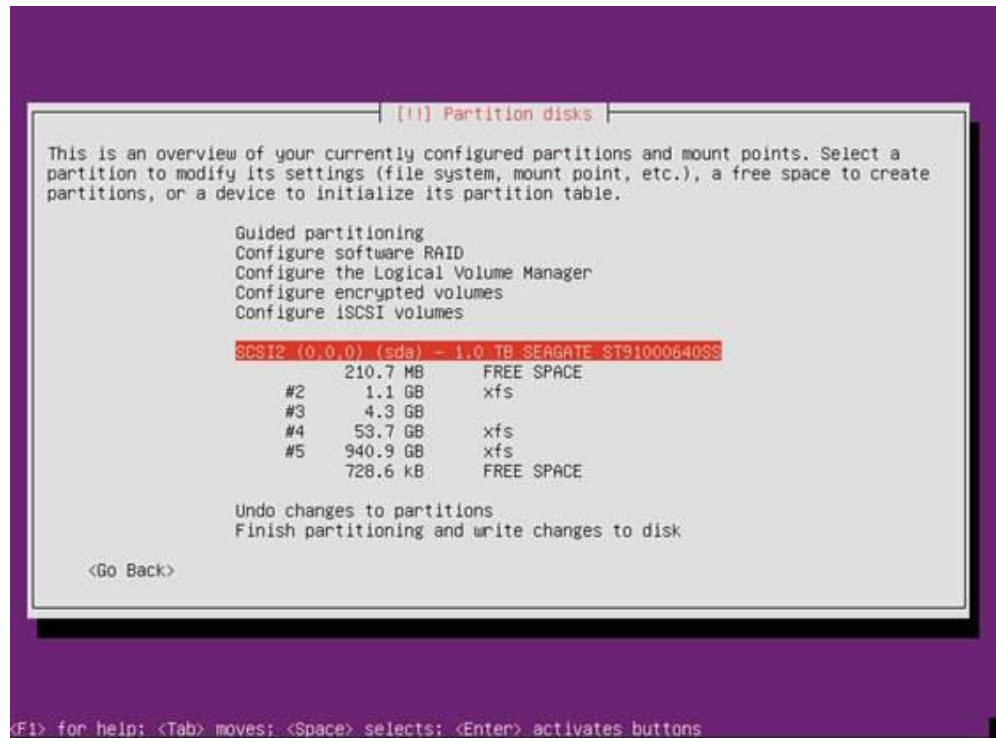 [!!] Partition disks
This is an overview of your currently configured partitions and mount points. Select a
partition to modify its settings (file system, mount point, etc.), a free space to create
partitions, or a device to initialize its partition table.
Guided partitioning
Configure software RAID
Configure the Logical Volume Manager
Configure encrypted volumes
Configure iSCSI volumes
SCSI2 (0,0,0) (sda) - 1.0 TB SEAGATE ST91000640SS
210.7 MB FREE SPACE
#2 1.1 GB xfs
#3 4.3 GB
#4 53.7 GB xfs
#5 940.9 GB xfs
728.6 kB FREE SPACE
Undo changes to partitions
Finish partitioning and write changes to disk
<Go Back>
<F1> for help; <Tab> moves; <Space> selects; <Enter> activates buttons